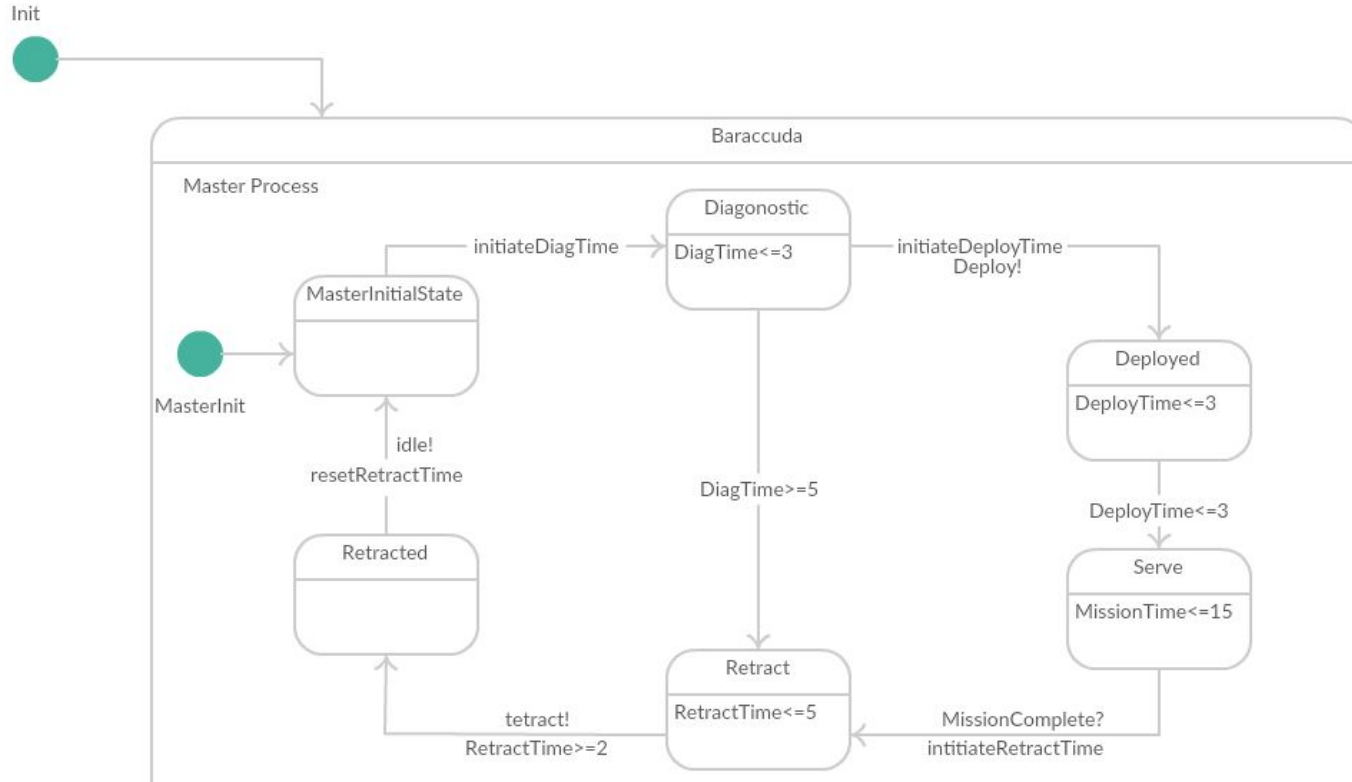 Init
Baraccuda
Master Process
Diagonostic
DiagTime<=3
initiateDiagTime
initiateDeployTime
Deploy!
MasterInitialState
MasterInit
Deployed
DeployTime<=3
idle!
resetRetractTime
DiagTime>=5
DeployTime<=3
Retracted
Serve
MissionTime<=15
Retract
RetractTime<=5
tetract!
RetractTime>=2
MissionComplete?
intitiateRetractTime